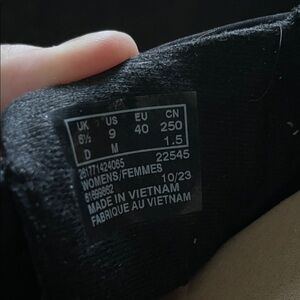 UK US EU CN
6½ 9 40 250
D M 1.5
261771424065 22545
WOMENS/FEMMES 10/23
MADE IN VIETNAM
FABRIQUE AU VIETNAM